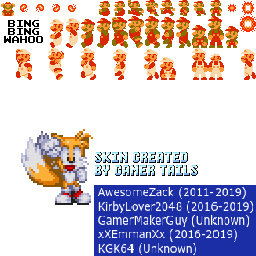 BING
BING
WAHOO
SKIN CREATED
BY GAMER TAILS
AwesomeZack (2011-2019)
KirbyLover2048 (2016-2019)
GamerMakerGuy (Unknown)
xXEmmanXx (2016-2019)
KGK64 (Unknown)